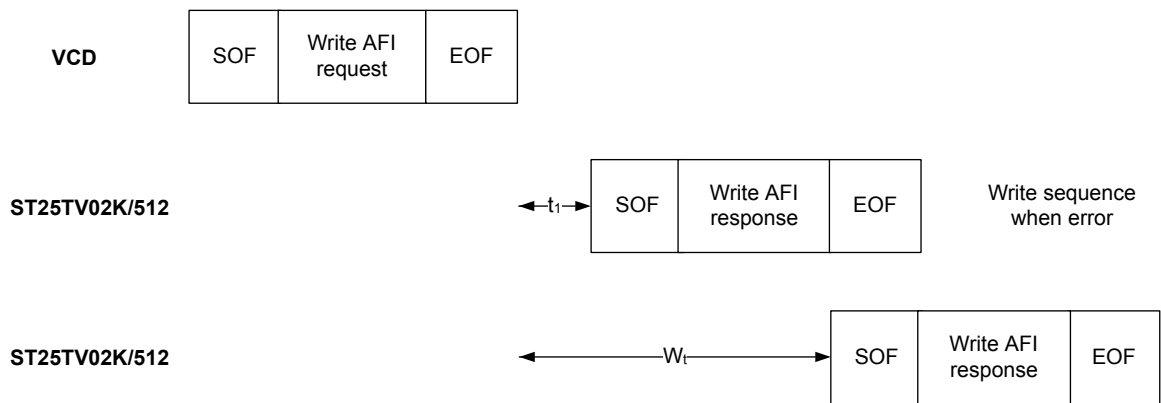 VCD SOF Write AFI request EOF
ST25TV02K/512 t1 SOF Write AFI response EOF Write sequence when error
ST25TV02K/512 Wt SOF Write AFI response EOF